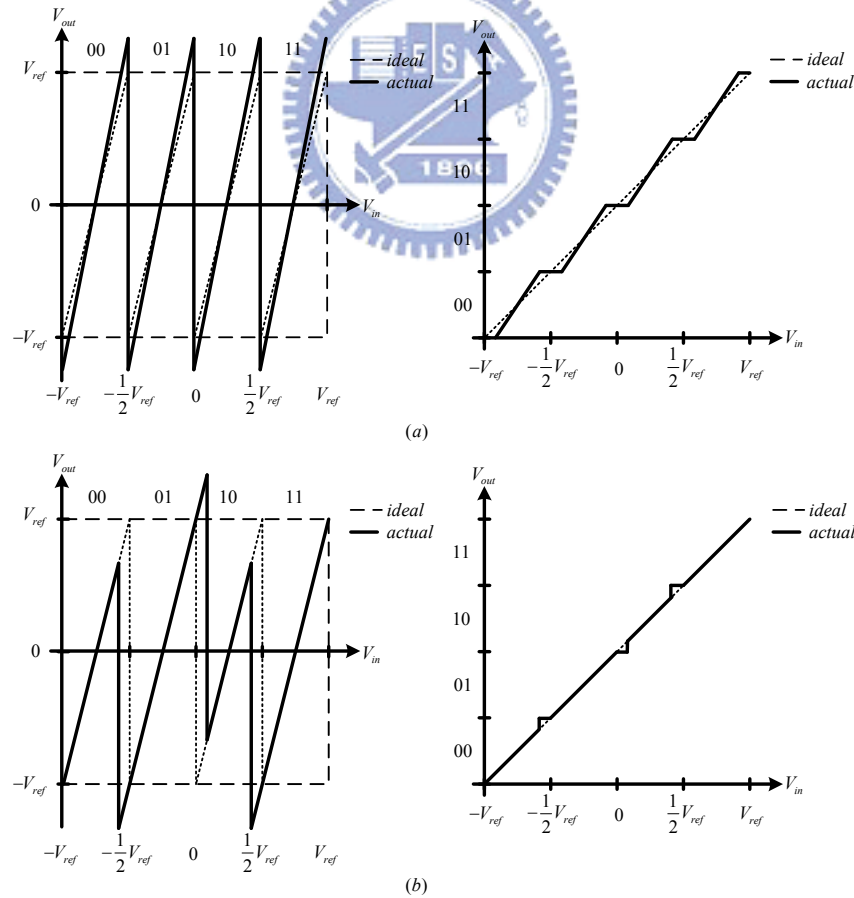 V_out
00 01 10 11
V_ref
0
−V_ref
V_in
−V_ref −1/2 V_ref 0 1/2 V_ref V_ref
ideal
actual
ES
1896
11
10
01
00
V_in
−V_ref −1/2 V_ref 0 1/2 V_ref V_ref
ideal
actual
(a)
V_out
00 01 10 11
V_ref
0
−V_ref
V_in
−V_ref −1/2 V_ref 0 1/2 V_ref V_ref
ideal
actual
V_out
11
10
01
00
V_in
−V_ref −1/2 V_ref 0 1/2 V_ref V_ref
ideal
actual
(b)